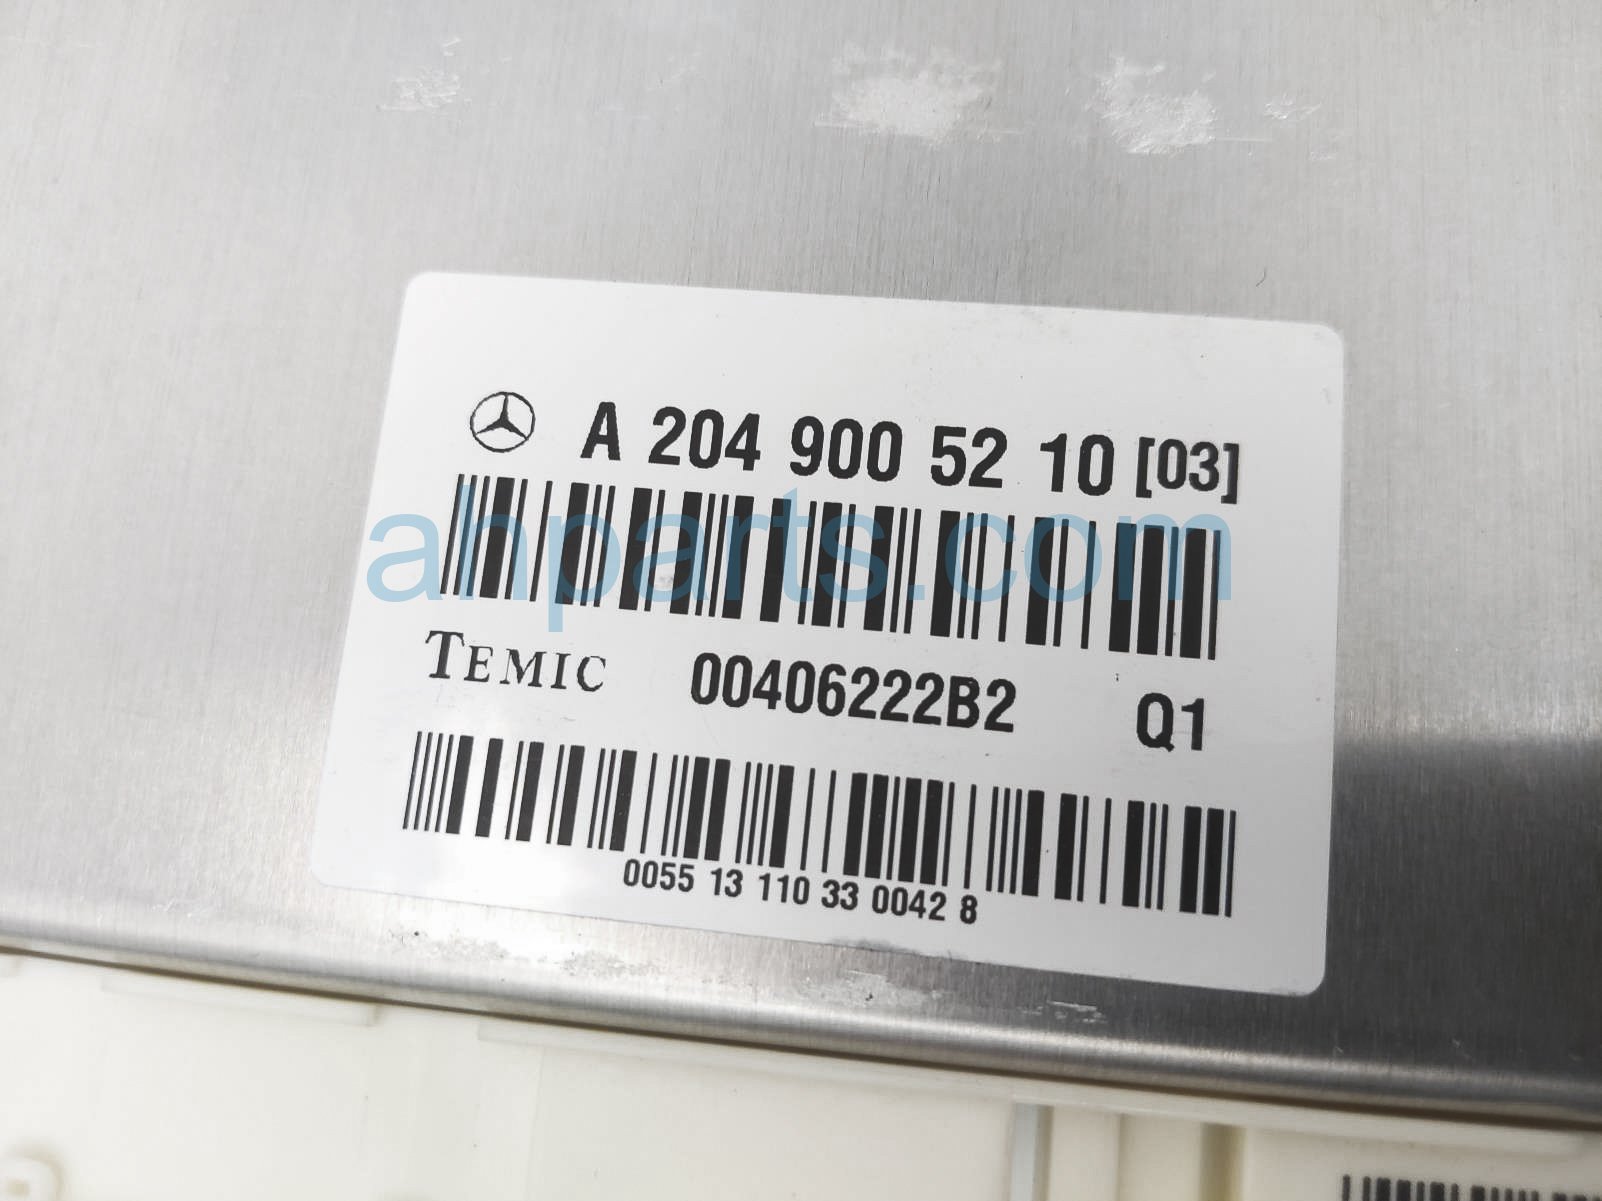 A 204 900 52 10 [03]
ahparts.com
TEMIC 00406222B2 Q1
0055 13 110 33 0042 8